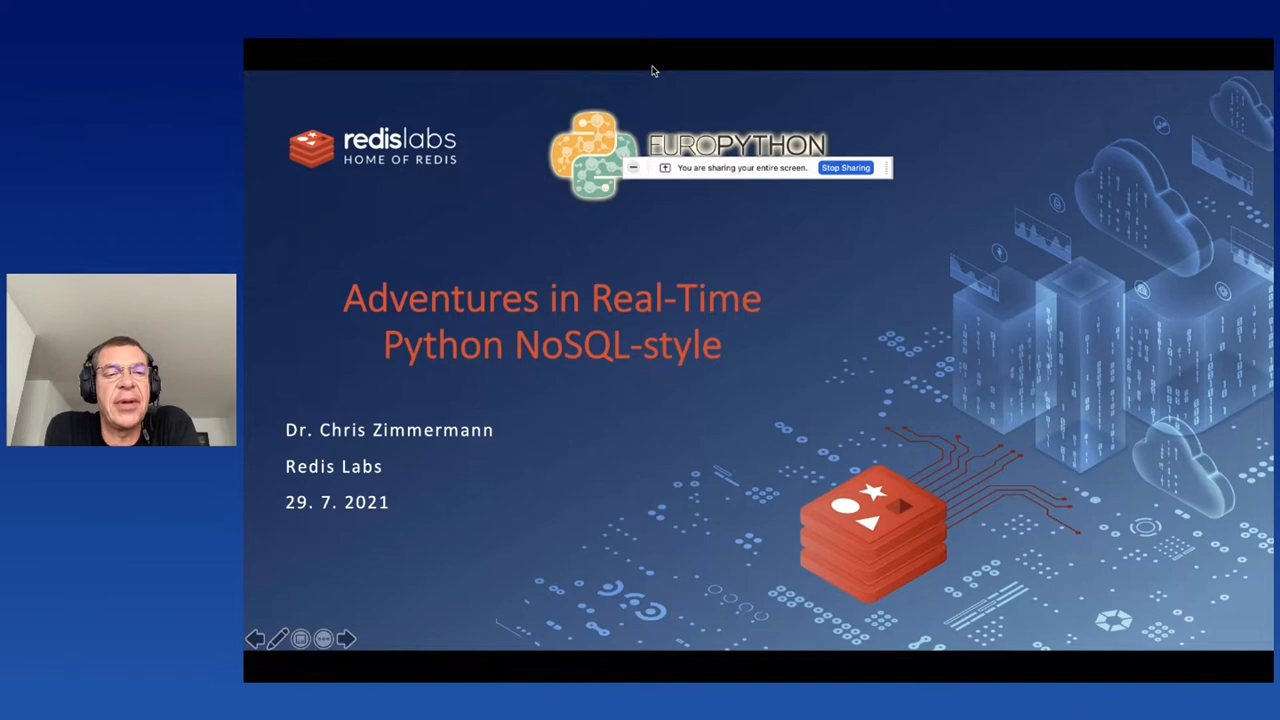 redislabs
HOME OF REDIS
EUROPYTHON
You are sharing your entire screen.
Stop Sharing
Adventures in Real-Time
Python NoSQL-style
Dr. Chris Zimmermann
Redis Labs
29. 7. 2021